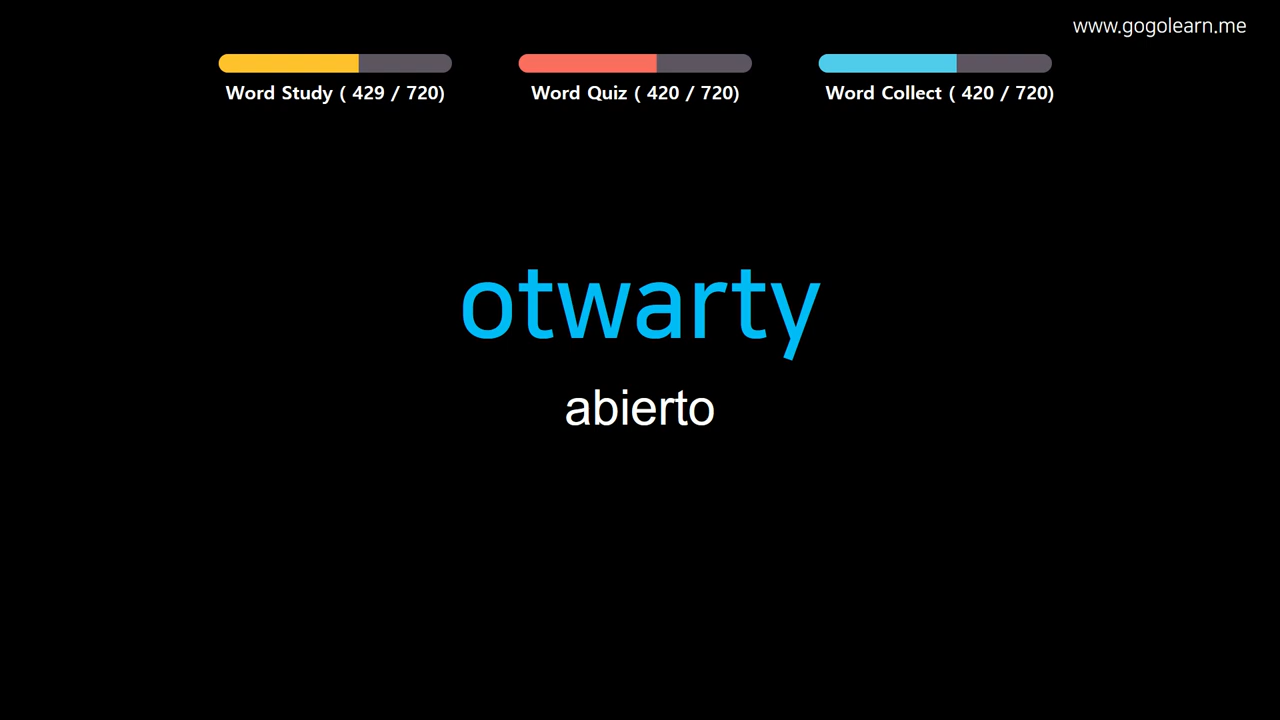 www.gogolearn.me
Word Study ( 429 / 720)
Word Quiz ( 420 / 720)
Word Collect ( 420 / 720)
otwarty
abierto